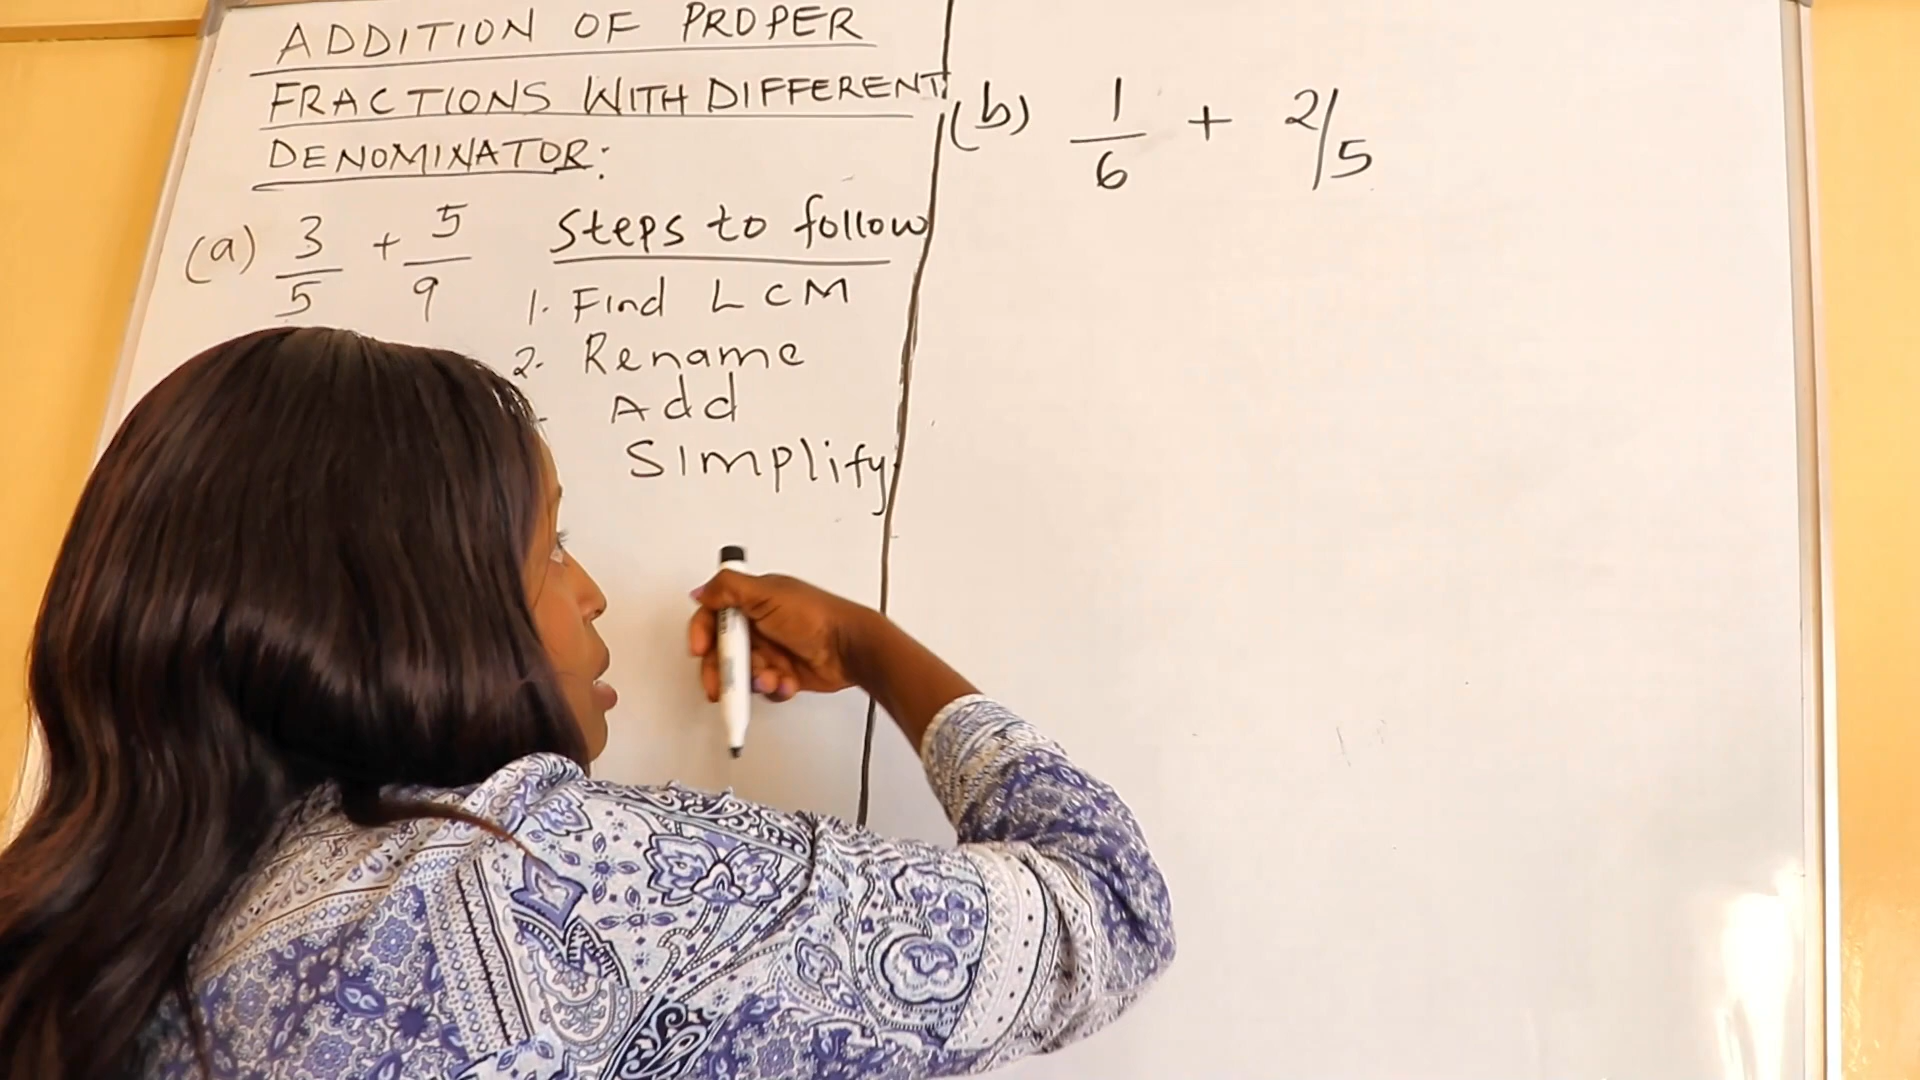 ADDITION OF PROPER
FRACTIONS WITH DIFFERENT
DENOMINATOR:
(a) 3/5 + 5/9
Steps to follow
1. Find LCM
2. Rename
Add
Simplify
(b) 1/6 + 2/5